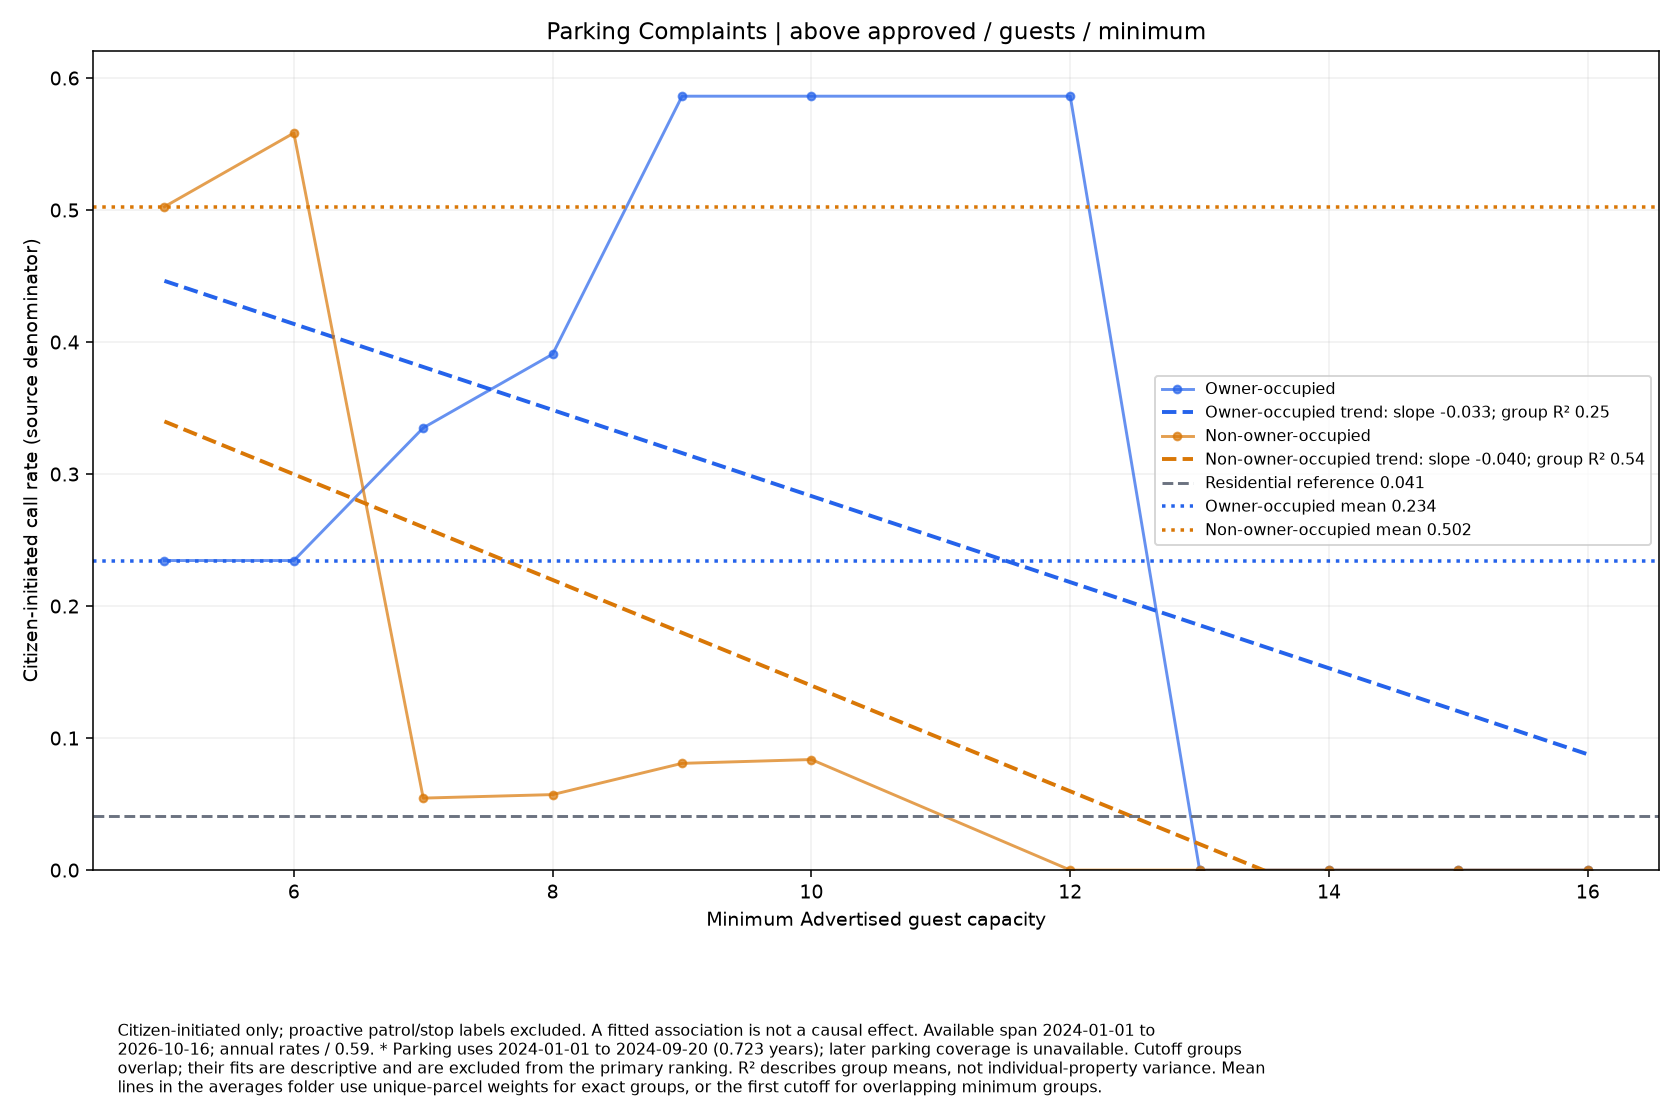 Parking Complaints | above approved / guests / minimum
Citizen-initiated call rate (source denominator)
0.6
0.5
0.4
0.3
0.2
0.1
0.0
6
8
10
12
14
16
Minimum Advertised guest capacity
Owner-occupied
Owner-occupied trend: slope -0.033; group R² 0.25
Non-owner-occupied
Non-owner-occupied trend: slope -0.040; group R² 0.54
Residential reference 0.041
Owner-occupied mean 0.234
Non-owner-occupied mean 0.502
Citizen-initiated only; proactive patrol/stop labels excluded. A fitted association is not a causal effect. Available span 2024-01-01 to
2026-10-16; annual rates / 0.59. * Parking uses 2024-01-01 to 2024-09-20 (0.723 years); later parking coverage is unavailable. Cutoff groups
overlap; their fits are descriptive and are excluded from the primary ranking. R² describes group means, not individual-property variance. Mean
lines in the averages folder use unique-parcel weights for exact groups, or the first cutoff for overlapping minimum groups.